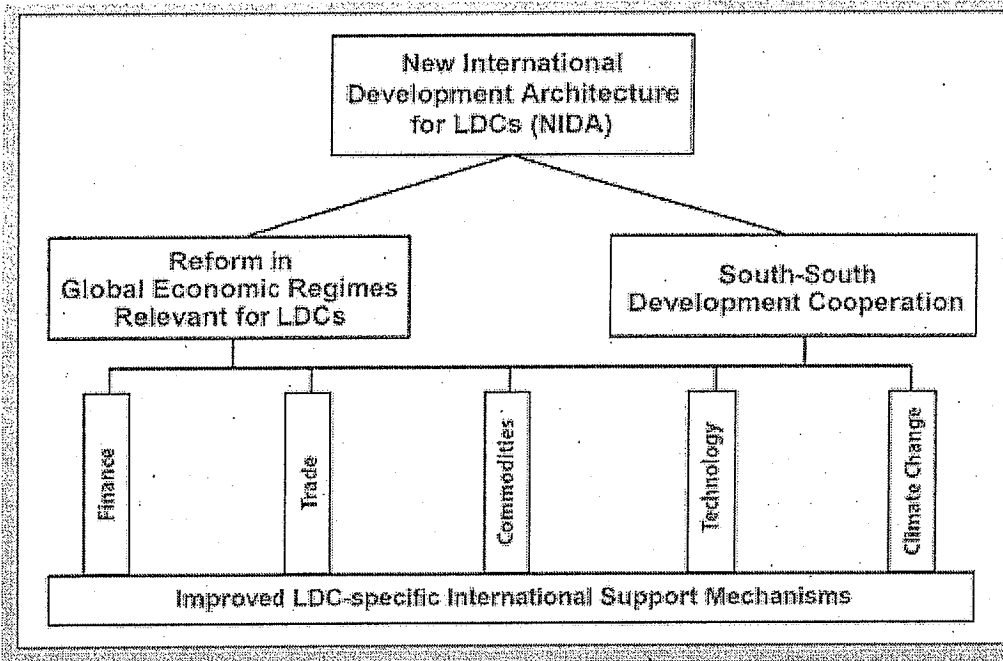 New International
Development Architecture
for LDCs (NIDA)
Reform in
Global Economic Regimes
Relevant for LDCs
South-South
Development Cooperation
Finance
Trade
Commodities
Technology
Climate Change
Improved LDC-specific International Support Mechanisms